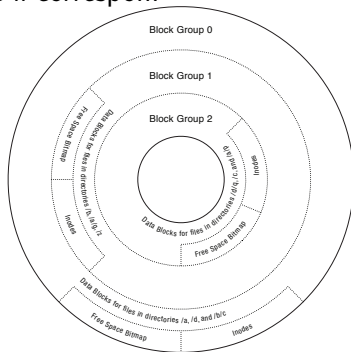 Block Group 0
Block Group 1
Block Group 2
Free Space Bitmap
Data Blocks for files in directories /b, /a/g, /z
Inodes
Data Blocks for files in directories /d/q, /c, and /a/p
Inodes
Free Space Bitmap
Data Blocks for files in directories /a, /d, and /b/c
Free Space Bitmap
Inodes